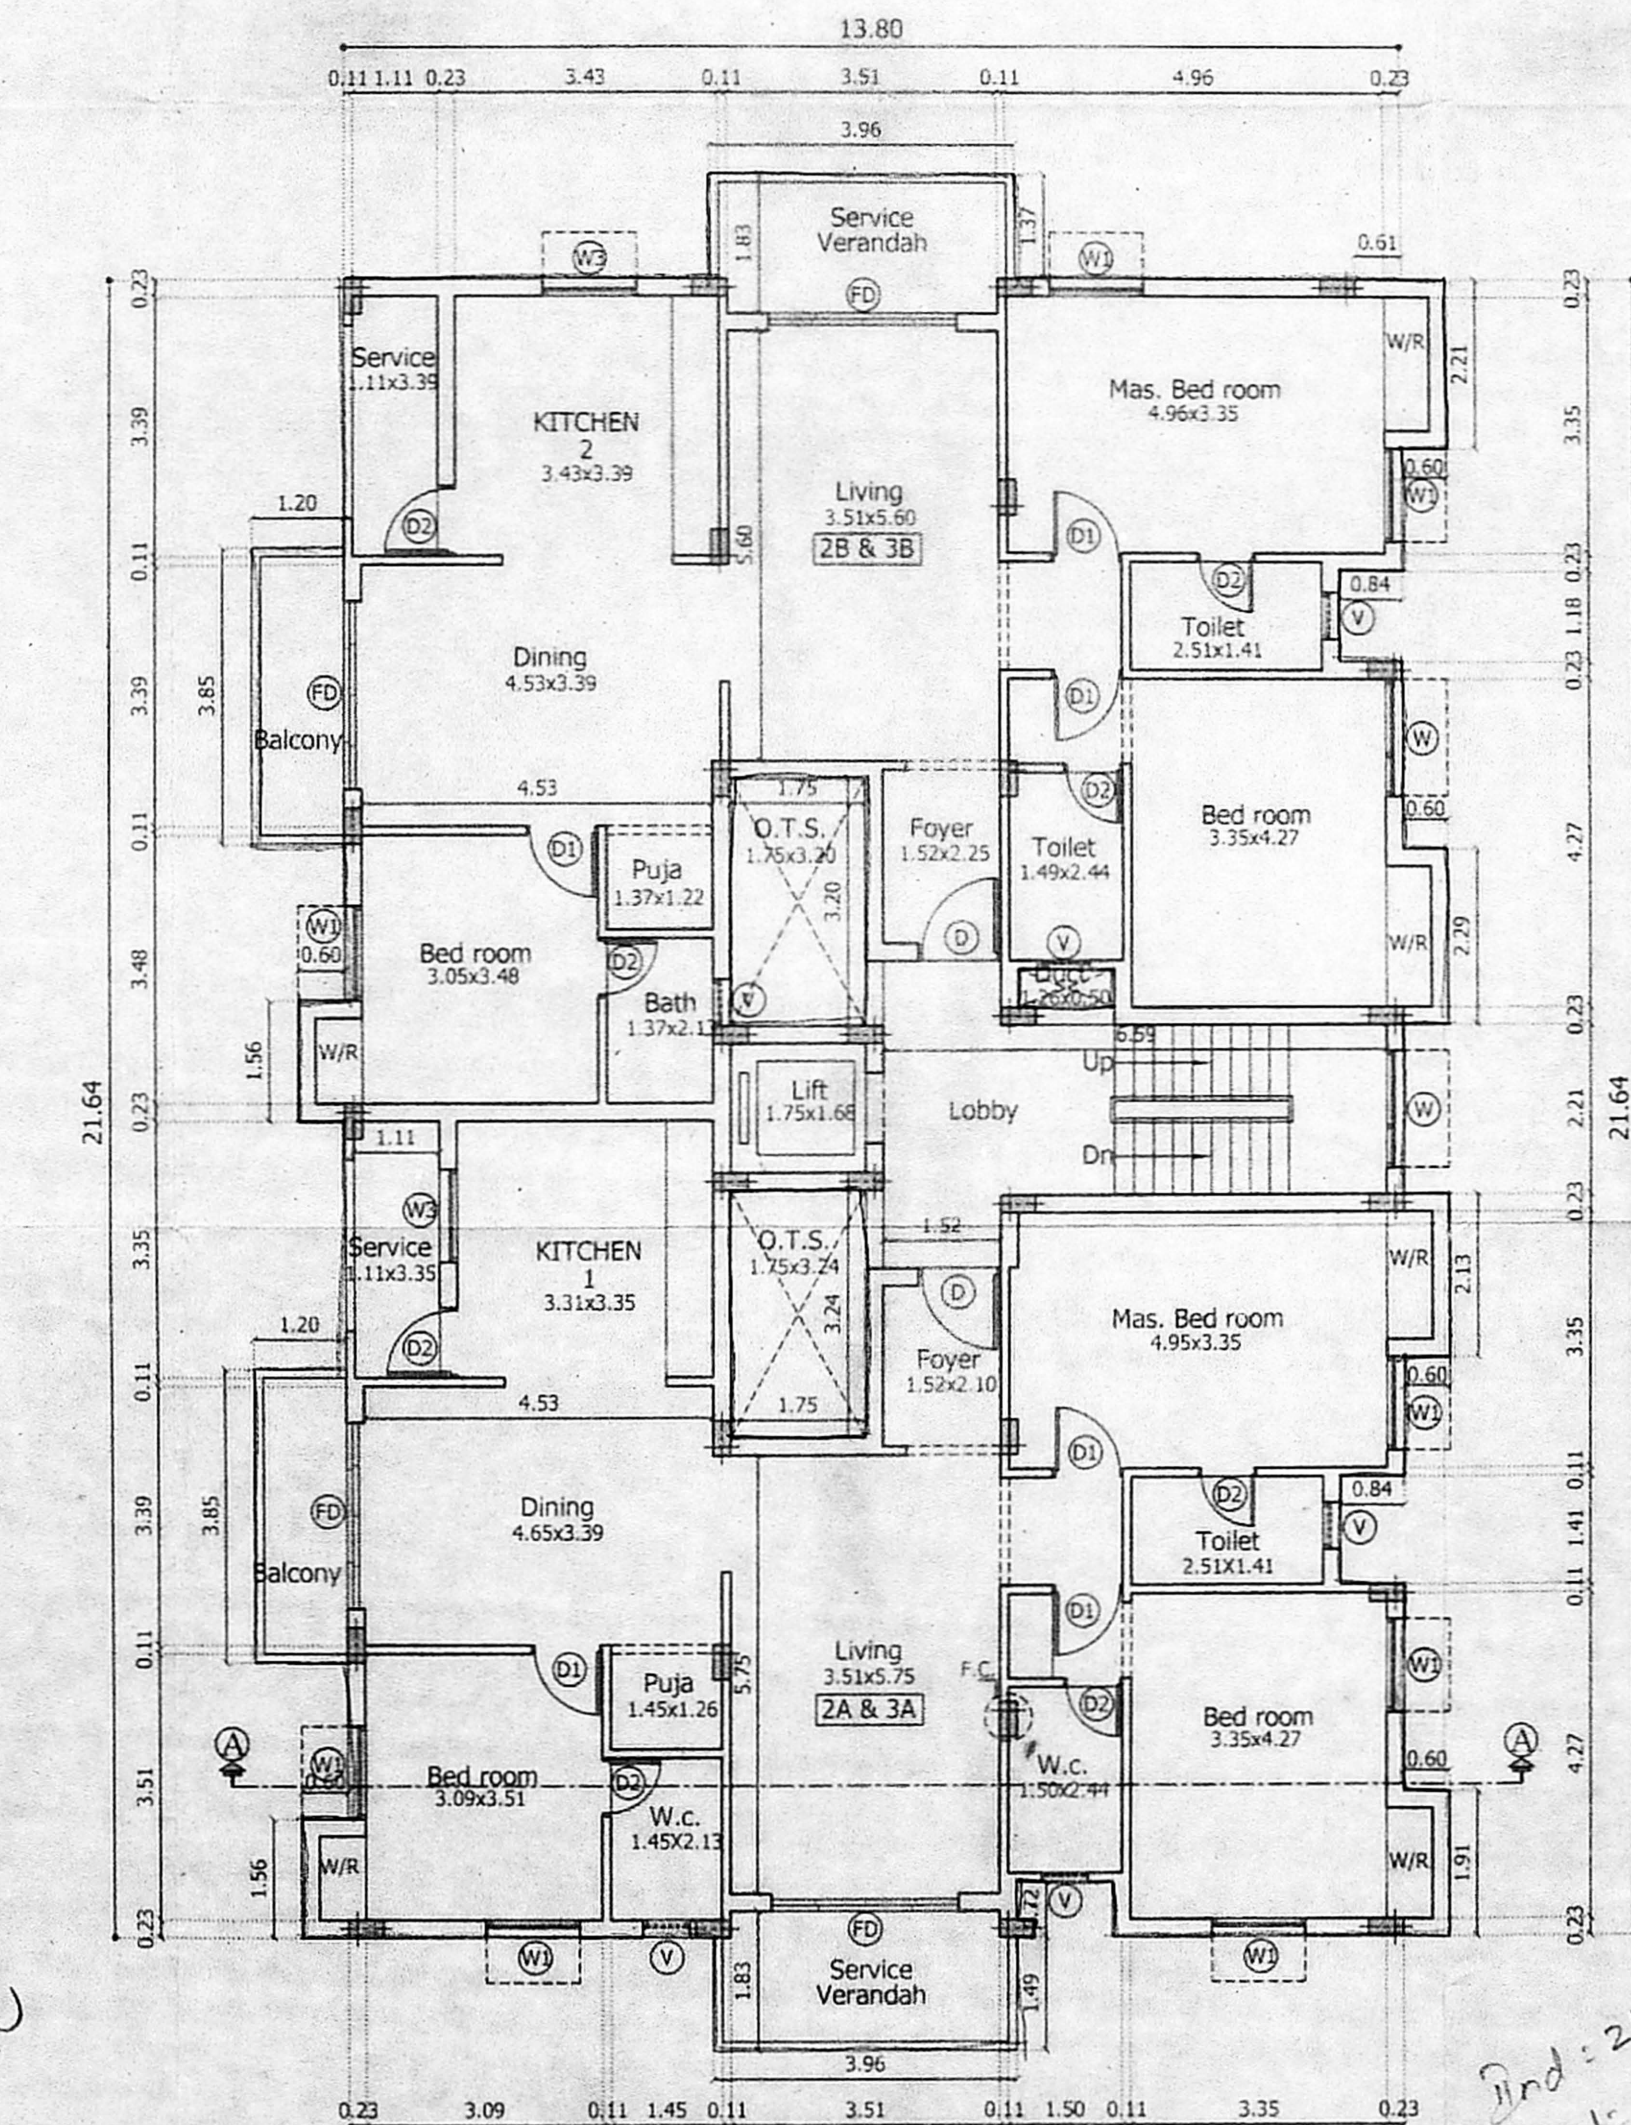 13.80
0.11 1.11 0.23 3.43 0.11 3.51 0.11 4.96 0.23
3.96
Service
Verandah
1.83
1.37
0.61
W3
W1
FD
0.23
0.23
Service
1.11x3.39
KITCHEN
2
3.43x3.39
Mas. Bed room
4.96x3.35
W/R
2.21
3.39
3.35
Living
3.51x5.60
2B & 3B
5.60
0.60
W1
1.20
D2
D1
0.11
0.23
D2
0.84
V
Toilet
2.51x1.41
1.18
0.23
Dining
4.53x3.39
3.39
3.85
FD
Balcony
D1
W
4.53
1.75
D2
0.60
0.11
O.T.S.
1.75x3.20
3.20
Foyer
1.52x2.25
Toilet
1.49x2.44
Bed room
3.35x4.27
4.27
D1
Puja
1.37x1.22
W1
0.60
D
V
W/R
2.29
Bed room
3.05x3.48
3.48
D2
Bath
1.37x2.13
V
Duct
1.26x0.50
0.23
W/R
1.56
6.59
Up
Lift
1.75x1.68
Lobby
Dn
W
2.21
21.64
21.64
0.23
1.11
W3
0.23
Service
1.11x3.35
KITCHEN
1
3.31x3.35
3.35
O.T.S.
1.75x3.24
3.24
1.75
1.52
D
Foyer
1.52x2.10
Mas. Bed room
4.95x3.35
W/R
2.13
3.35
1.20
D2
0.60
W1
0.11
4.53
D1
0.11
D2
0.84
V
Toilet
2.51X1.41
1.41
0.11
Dining
4.65x3.39
3.39
3.85
FD
Balcony
D1
0.11
D1
Puja
1.45x1.26
5.75
Living
3.51x5.75
2A & 3A
F.C.
D2
W1
Bed room
3.35x4.27
4.27
0.60
A
A
W1
0.60
Bed room
3.09x3.51
3.51
D2
W.c.
1.45X2.13
W.c.
1.50x2.44
W/R
1.56
W/R
1.91
0.23
W1
V
FD
.72
V
W1
0.23
Service
Verandah
1.83
1.49
3.96
0.23 3.09 0.11 1.45 0.11 3.51 0.11 1.50 0.11 3.35 0.23